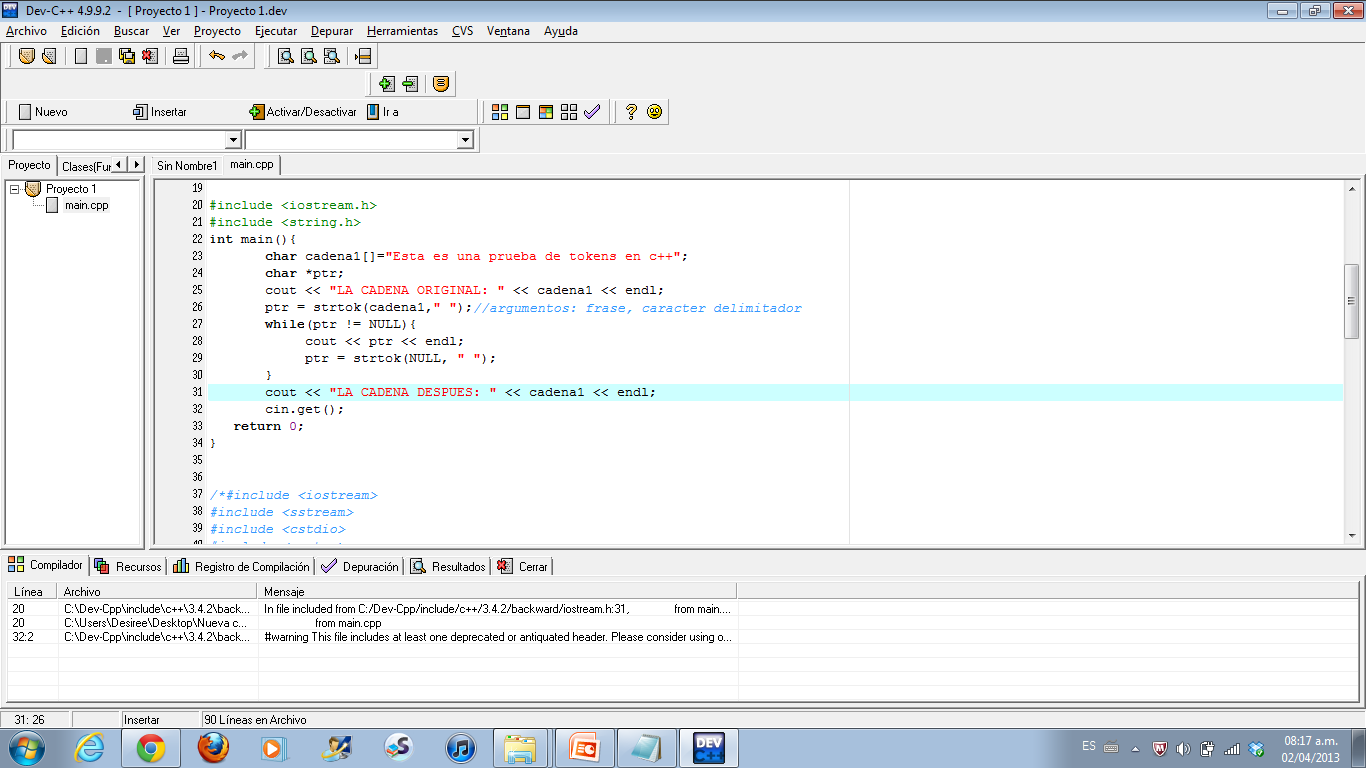 Dev-C++ 4.9.9.2 - [ Proyecto 1 ] - Proyecto 1.dev
Archivo Edición Buscar Ver Proyecto Ejecutar Depurar Herramientas CVS Ventana Ayuda
Nuevo Insertar Activar/Desactivar Ir a
Proyecto Clases(Fun Sin Nombre1 main.cpp
Proyecto 1
main.cpp
19
20 #include <iostream.h>
21 #include <string.h>
22 int main(){
23 char cadena1[]="Esta es una prueba de tokens en c++";
24 char *ptr;
25 cout << "LA CADENA ORIGINAL: " << cadena1 << endl;
26 ptr = strtok(cadena1," ");//argumentos: frase, caracter delimitador
27 while(ptr != NULL){
28 cout << ptr << endl;
29 ptr = strtok(NULL, " ");
30 }
31 cout << "LA CADENA DESPUES: " << cadena1 << endl;
32 cin.get();
33 return 0;
34 }
35
36
37 /*#include <iostream>
38 #include <sstream>
39 #include <cstdio>
Compilador Recursos Registro de Compilación Depuración Resultados Cerrar
Línea Archivo Mensaje
20 C:\Dev-Cpp\include\c++\3.4.2\back... In file included from C:/Dev-Cpp/include/c++/3.4.2/backward/iostream.h:31, from main....
20 C:\Users\Desiree\Desktop\Nueva c... from main.cpp
32:2 C:\Dev-Cpp\include\c++\3.4.2\back... #warning This file includes at least one deprecated or antiquated header. Please consider using o...
31: 26 Insertar 90 Líneas en Archivo
DEV C++ ES 08:17 a.m.
02/04/2013